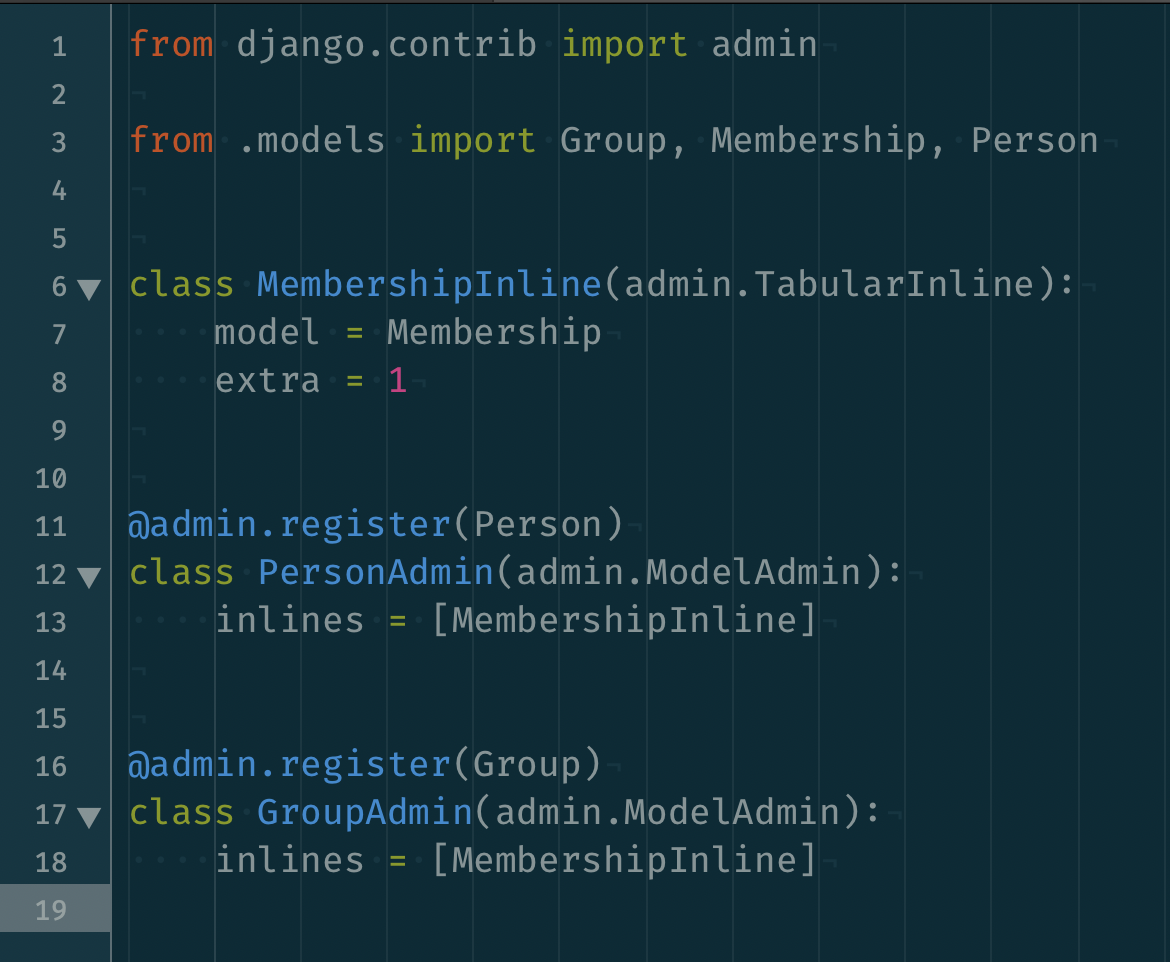 1 from django.contrib import admin
2
3 from .models import Group, Membership, Person
4
5
6 class MembershipInline(admin.TabularInline):
7     model = Membership
8     extra = 1
9
10
11 @admin.register(Person)
12 class PersonAdmin(admin.ModelAdmin):
13     inlines = [MembershipInline]
14
15
16 @admin.register(Group)
17 class GroupAdmin(admin.ModelAdmin):
18     inlines = [MembershipInline]
19